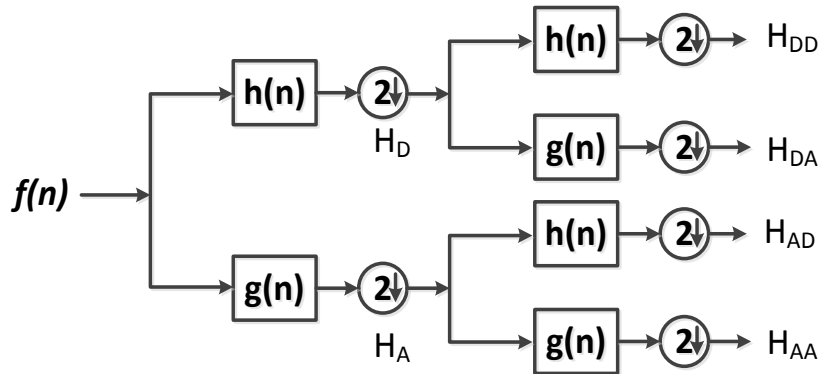 h(n) 2↓ H_DD
h(n) 2↓
H_D
g(n) 2↓ H_DA
f(n)
h(n) 2↓ H_AD
g(n) 2↓
H_A
g(n) 2↓ H_AA